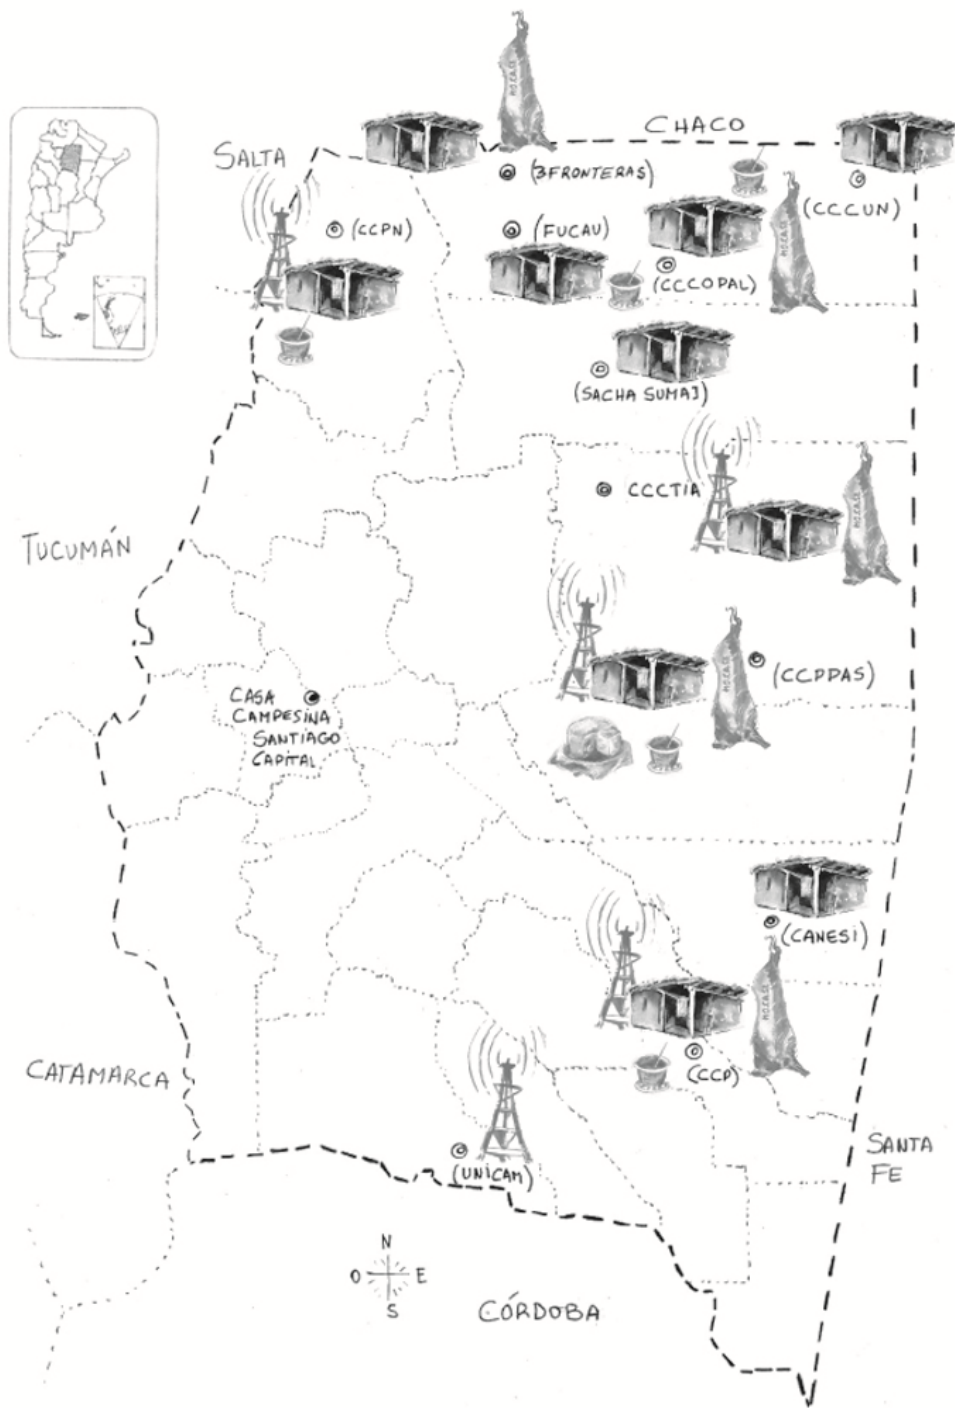 CHACO
SALTA
(3FRONTERAS)
(CCPN)
(FUCAU)
(CCCUN)
(CCCOPAL)
(SACHA SUMAJ)
CCCTIA
TUCUMÁN
(CCPPAS)
CASA
CAMPESINA
SANTIAGO
CAPITAL
(CANESI)
CATAMARCA
(CCP)
SANTA
FE
(UNICAM)
N
O
E
S
CÓRDOBA